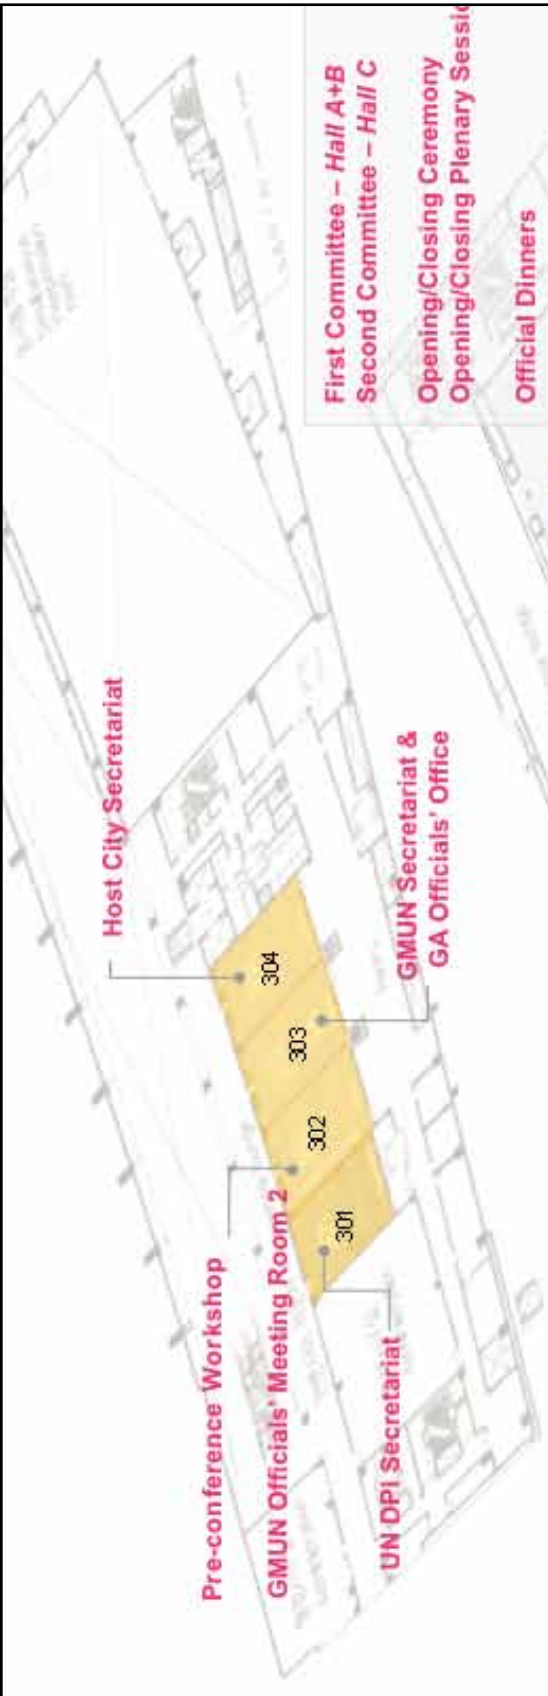 First Committee – Hall A+B
Second Committee – Hall C
Opening/Closing Ceremony
Opening/Closing Plenary
Official Dinners
Host City Secretariat
Pre-conference Workshop
GMUN Officials' Meeting Room 2
304
303
302
301
GMUN Secretariat &
GA Officials' Office
UN DPI Secretariat